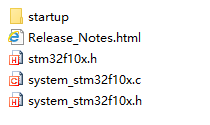 startup
Release_Notes.html
stm32f10x.h
system_stm32f10x.c
system_stm32f10x.h